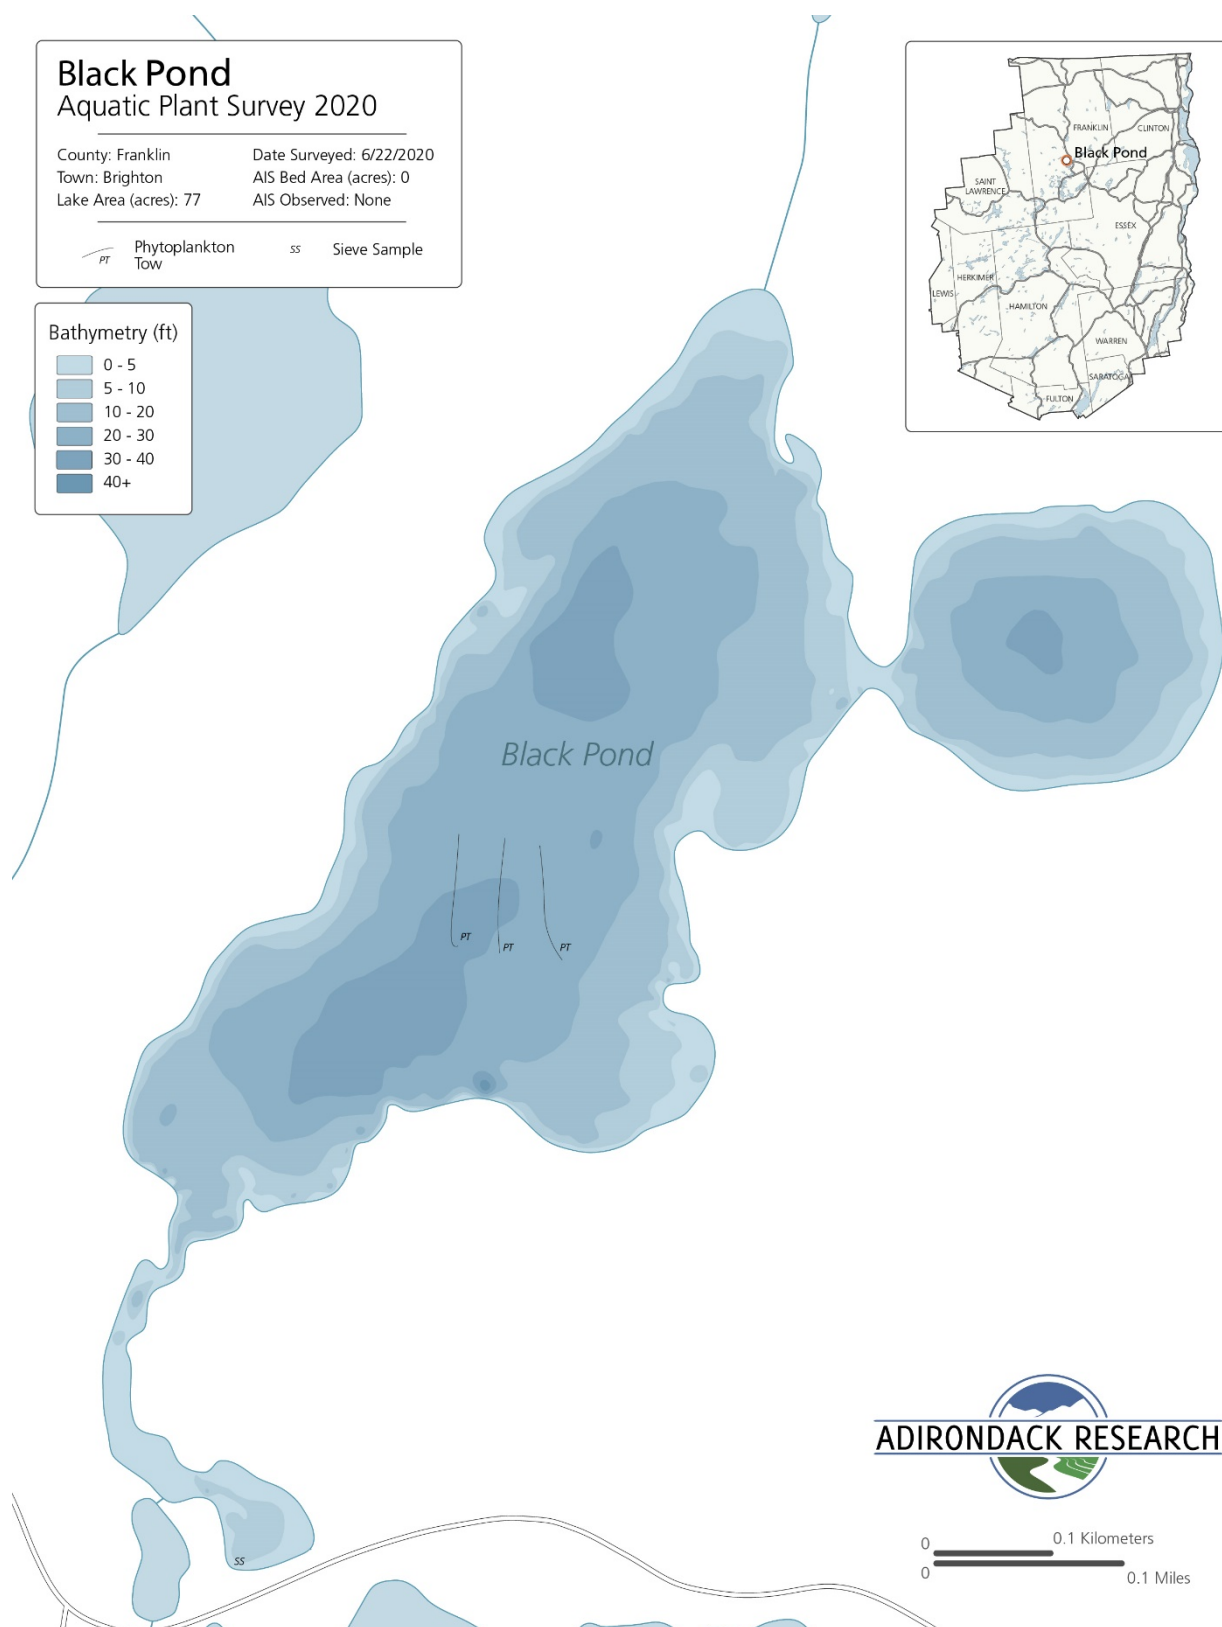 Black Pond
Aquatic Plant Survey 2020
County: Franklin
Date Surveyed: 6/22/2020
Town: Brighton
AIS Bed Area (acres): 0
Lake Area (acres): 77
AIS Observed: None
PT
Phytoplankton
Tow
SS
Sieve Sample
Bathymetry (ft)
0 - 5
5 - 10
10 - 20
20 - 30
30 - 40
40+
FRANKLIN
CLINTON
Black Pond
SAINT
LAWRENCE
ESSEX
HERKIMER
LEWIS
HAMILTON
WARREN
SARATOGA
FULTON
Black Pond
PT
PT
PT
SS
ADIRONDACK RESEARCH
0
0.1 Kilometers
0
0.1 Miles